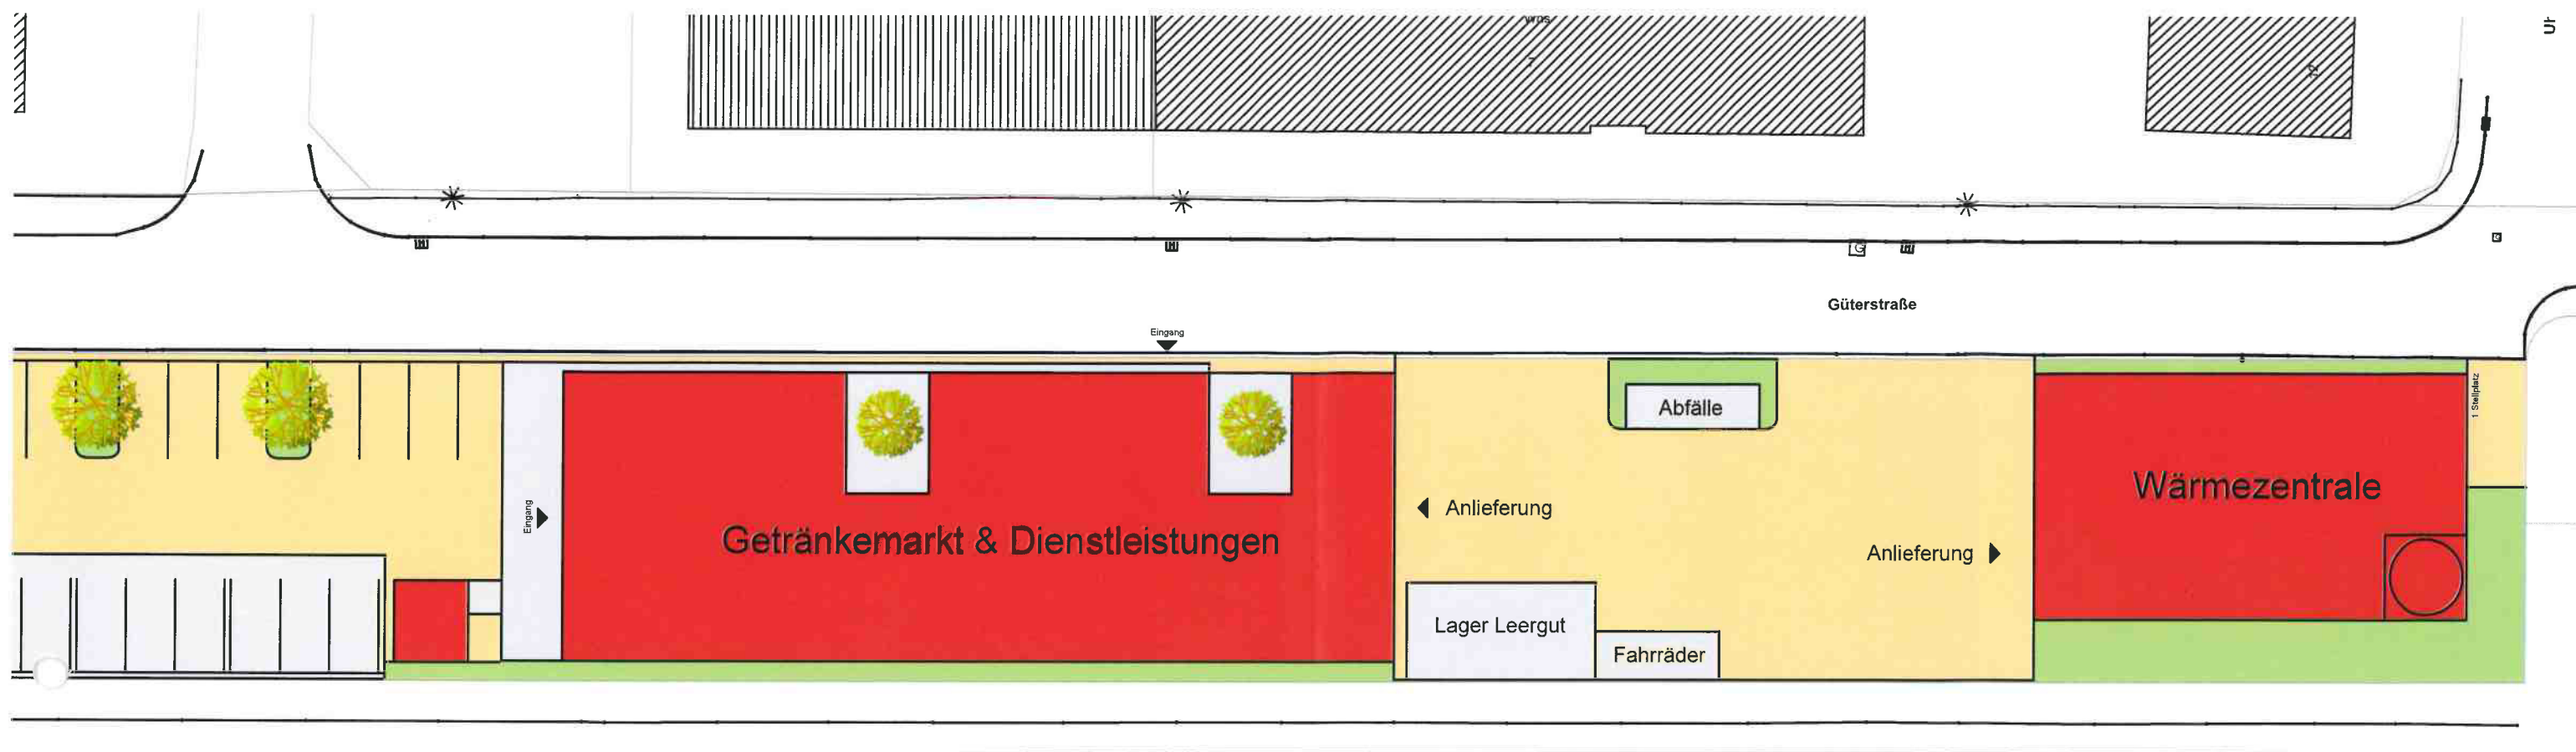 Güterstraße
Eingang
1 Stellplatz
Abfälle
Wärmezentrale
Eingang
Anlieferung
Getränkemarkt & Dienstleistungen
Anlieferung
Lager Leergut
Fahrräder
G